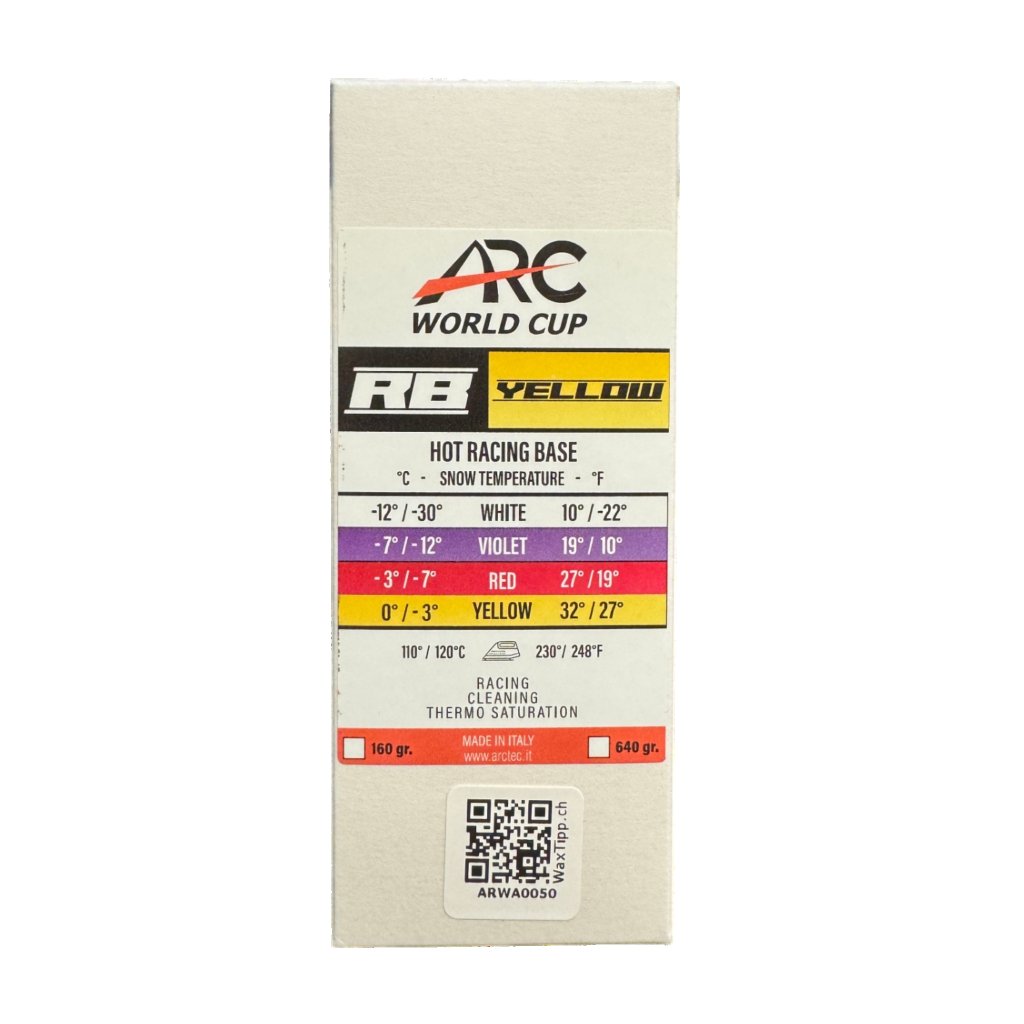 ARC
WORLD CUP
RB YELLOW
HOT RACING BASE
°C - SNOW TEMPERATURE - °F
-12° / -30° WHITE 10° / -22°
- 7° / - 12° VIOLET 19° / 10°
- 3° / - 7° RED 27° / 19°
0° / - 3° YELLOW 32° / 27°
110° / 120°C 230°/ 248°F
RACING
CLEANING
THERMO SATURATION
160 gr. MADE IN ITALY 640 gr.
www.arctec.it
WaxTipp.ch
ARWA0050